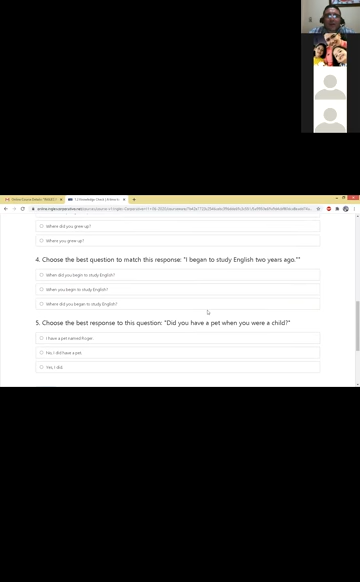 Where did you grew up?
Where you grew up?
4. Choose the best question to match this response: "I began to study English two years ago.""
When did you begin to study English?
When you begin to study English?
Where did you began to study English?
5. Choose the best response to this question: "Did you have a pet when you were a child?"
I have a pet named
No, I did have a pet
Yes, I did.